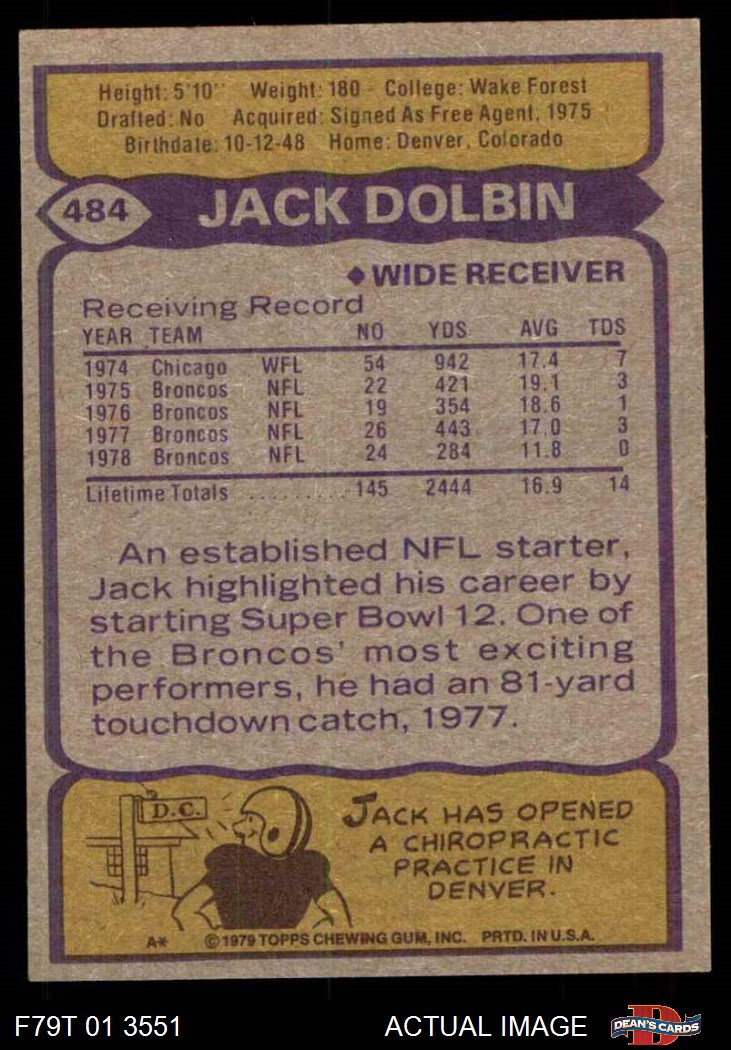 Height: 5'10" Weight: 180 - College: Wake Forest
Drafted: No Acquired: Signed As Free Agent, 1975
Birthdate: 10-12-48 Home: Denver, Colorado
484 JACK DOLBIN
◆ WIDE RECEIVER
Receiving Record
YEAR TEAM NO YDS AVG TDS
1974 Chicago WFL 54 942 17.4 7
1975 Broncos NFL 22 421 19.1 3
1976 Broncos NFL 19 354 18.6 1
1977 Broncos NFL 26 443 17.0 3
1978 Broncos NFL 24 284 11.8 0
Lifetime Totals ......... 145 2444 16.9 14
An established NFL starter,
Jack highlighted his career by
starting Super Bowl 12. One of
the Broncos' most exciting
performers, he had an 81-yard
touchdown catch, 1977.
D.C.
JACK HAS OPENED
A CHIROPRACTIC
PRACTICE IN
DENVER.
A* ©1979 TOPPS CHEWING GUM, INC. PRTD. IN U.S.A.
F79T 01 3551 ACTUAL IMAGE D DEAN'S CARDS